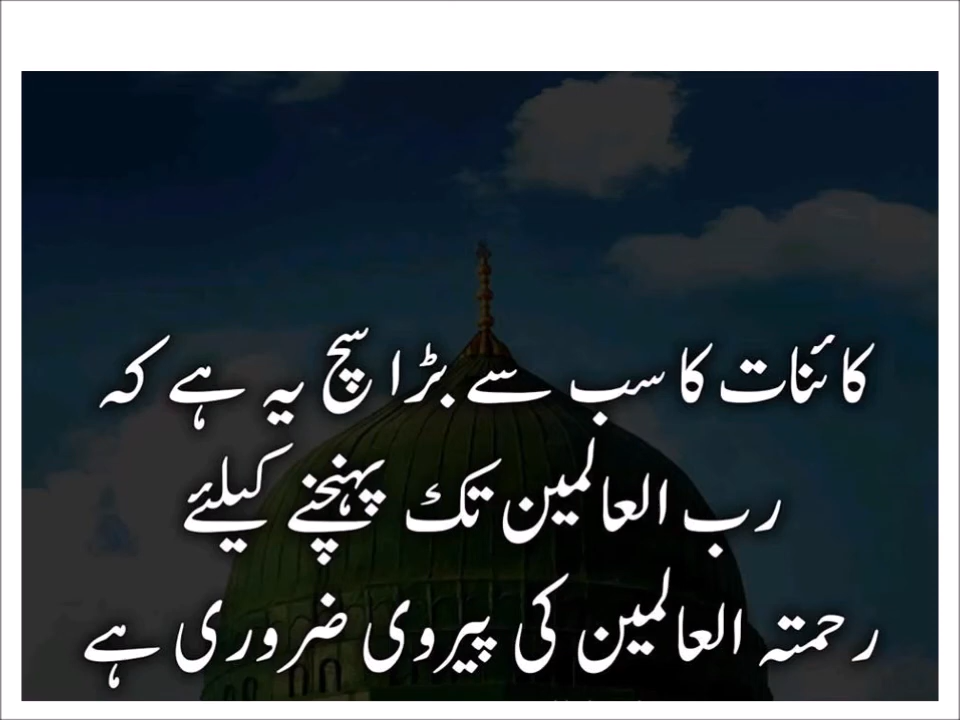 کائنات کا سب سے بڑا سچ یہ ہے کہ
رب العالمین تک پہنچنے کیلئے
رحمتہ العالمین کی پیروی ضروری ہے